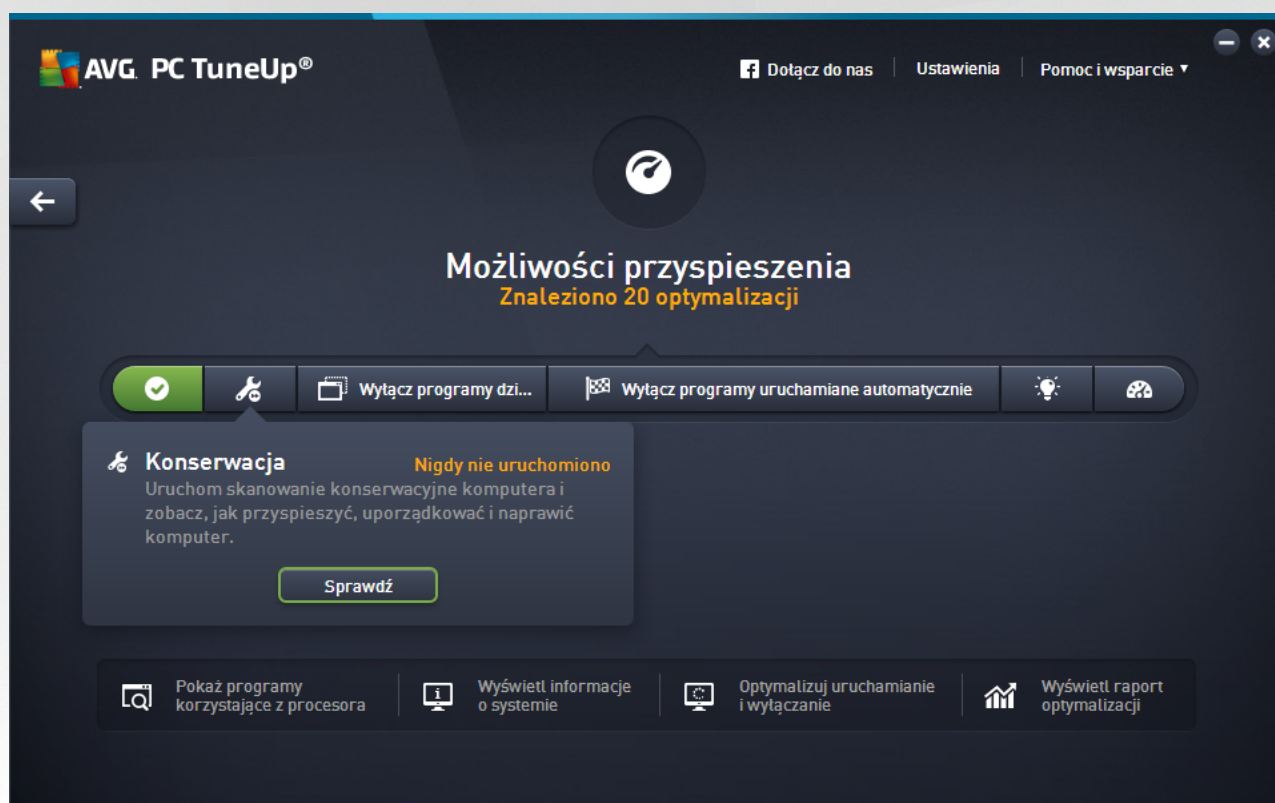 AVG. PC TuneUp®
Dołącz do nas
Ustawienia
Pomoc i wsparcie
Możliwości przyspieszenia
Znaleziono 20 optymalizacji
Wyłącz programy dzi...
Wyłącz programy uruchamiane automatycznie
Konserwacja
Nigdy nie uruchomiono
Uruchom skanowanie konserwacyjne komputera i
zobacz, jak przyspieszyć, uporządkować i naprawić
komputer.
Sprawdź
Pokaż programy
korzystające z procesora
Wyświetl informacje
o systemie
Optymalizuj uruchamianie
i wyłączanie
Wyświetl raport
optymalizacji